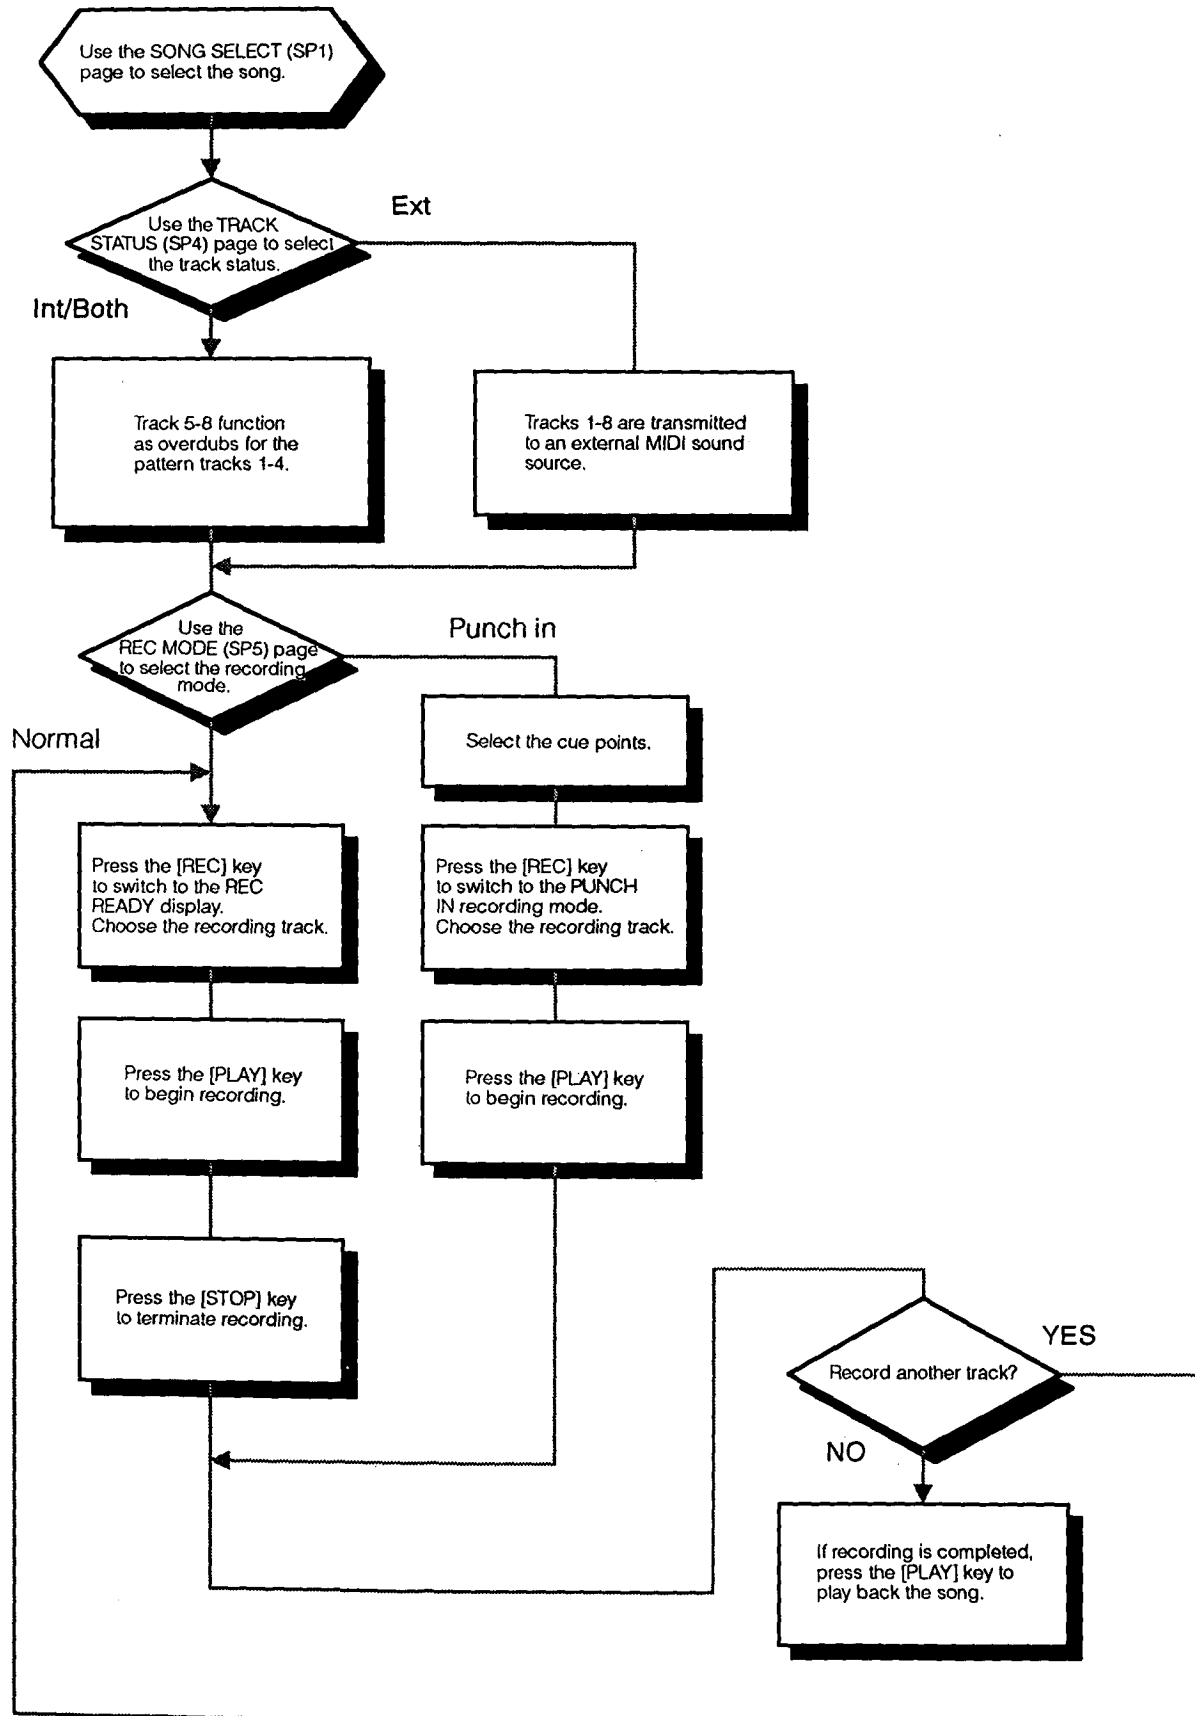 Use the SONG SELECT (SP1)
page to select the song.
Ext
Use the TRACK
STATUS (SP4) page to select
the track status.
Int/Both
Track 5-8 function
as overdubs for the
pattern tracks 1-4.
Tracks 1-8 are transmitted
to an external MIDI sound
source.
Use the
REC MODE (SP5) page
to select the recording
mode.
Punch in
Normal
Select the cue points.
Press the [REC] key
to switch to the REC
READY display.
Choose the recording track.
Press the [REC] key
to switch to the PUNCH
IN recording mode.
Choose the recording track.
Press the [PLAY] key
to begin recording.
Press the [PLAY] key
to begin recording.
Press the [STOP] key
to terminate recording.
YES
Record another track?
NO
If recording is completed,
press the [PLAY] key to
play back the song.